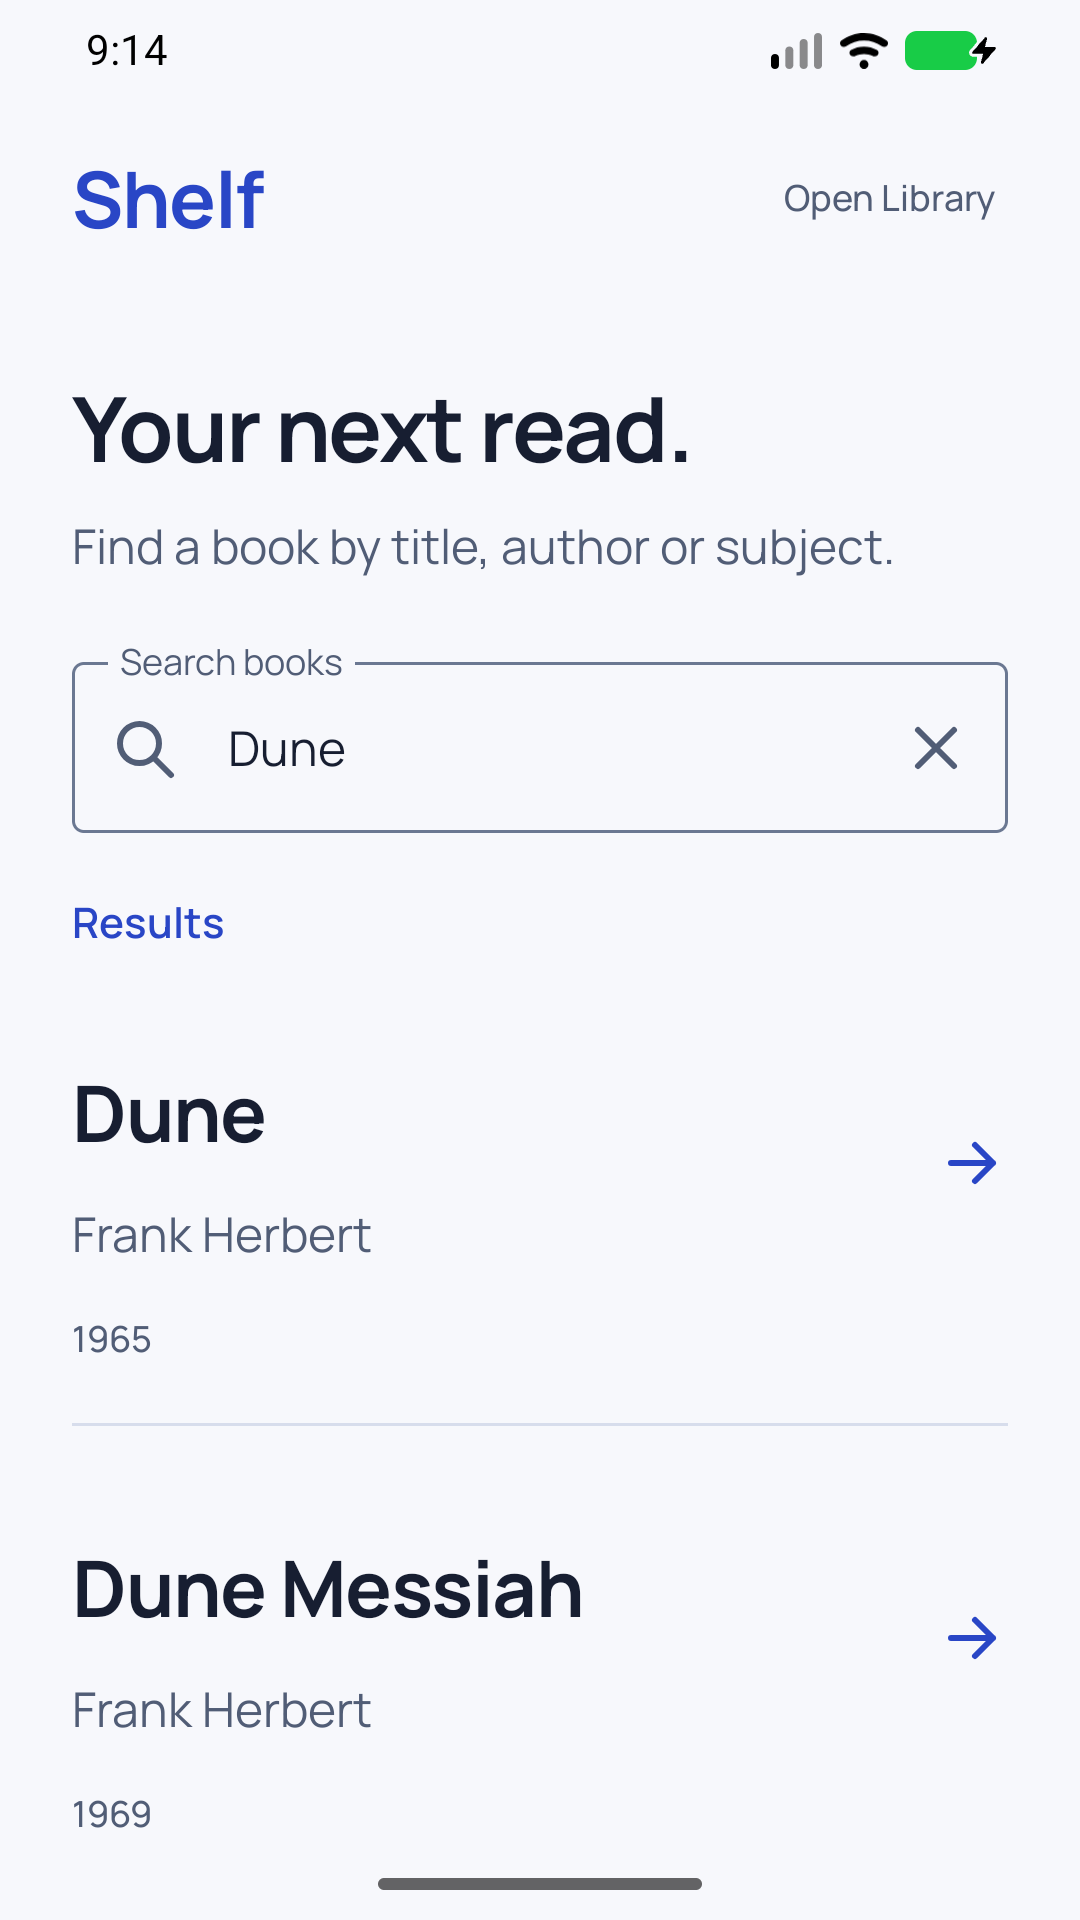 9:14
Shelf
Open Library
Your next read.
Find a book by title, author or subject.
Search books
Dune
Results
Dune
Frank Herbert
1965
Dune Messiah
Frank Herbert
1969